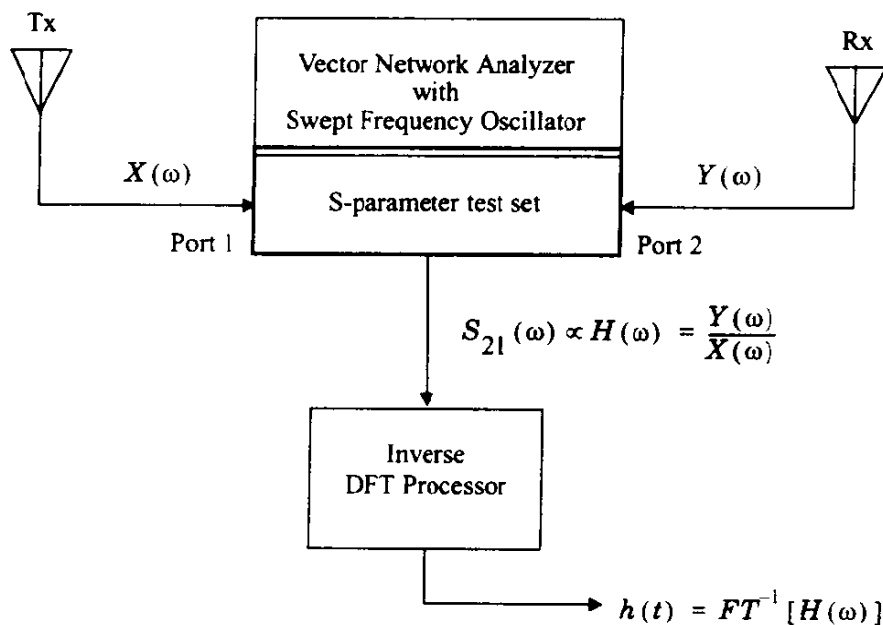 Tx
Rx
Vector Network Analyzer
with
Swept Frequency Oscillator
X(ω)
Y(ω)
S-parameter test set
Port 1
Port 2
S₂₁(ω) ∝ H(ω) = Y(ω)/X(ω)
Inverse
DFT Processor
h(t) = FT⁻¹[H(ω)]